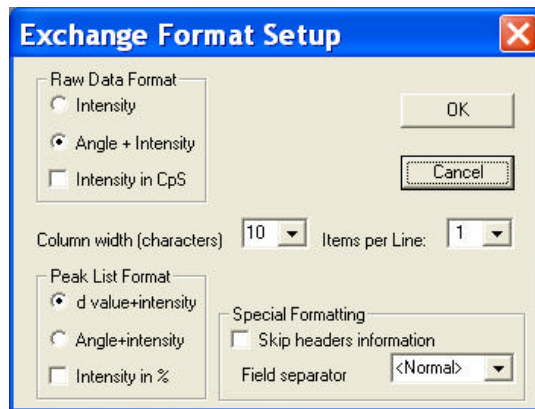 Exchange Format Setup
Raw Data Format
Intensity
Angle + Intensity
Intensity in CpS
OK
Cancel
Column width (characters) 10 Items per Line: 1
Peak List Format
d value+intensity
Angle+intensity
Intensity in %
Special Formatting
Skip headers information
Field separator <Normal>